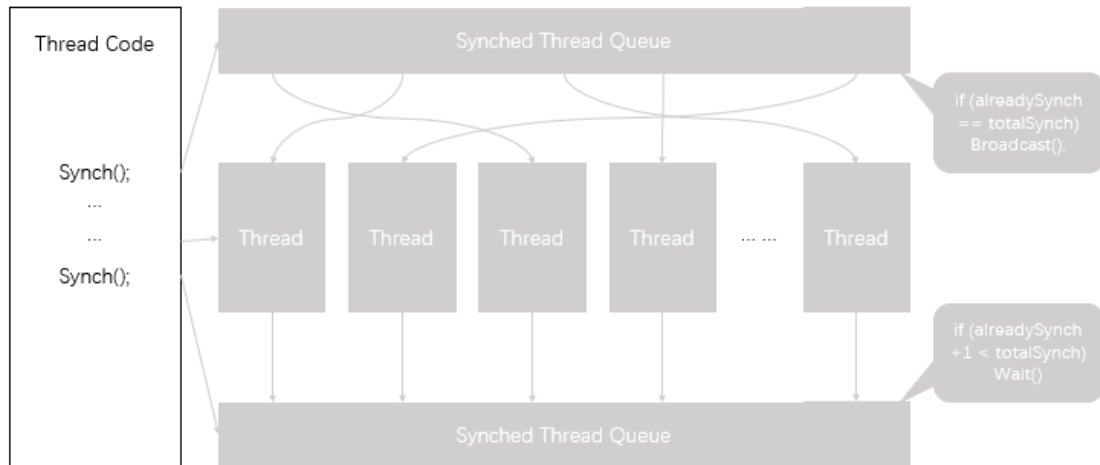 Thread Code
Synched Thread Queue
if (alreadySynch
== totalSynch)
Broadcast();
Synch();
...
...
Synch();
Thread
Thread
Thread
Thread
... ...
Thread
if (alreadySynch
+1 < totalSynch)
Wait()
Synched Thread Queue